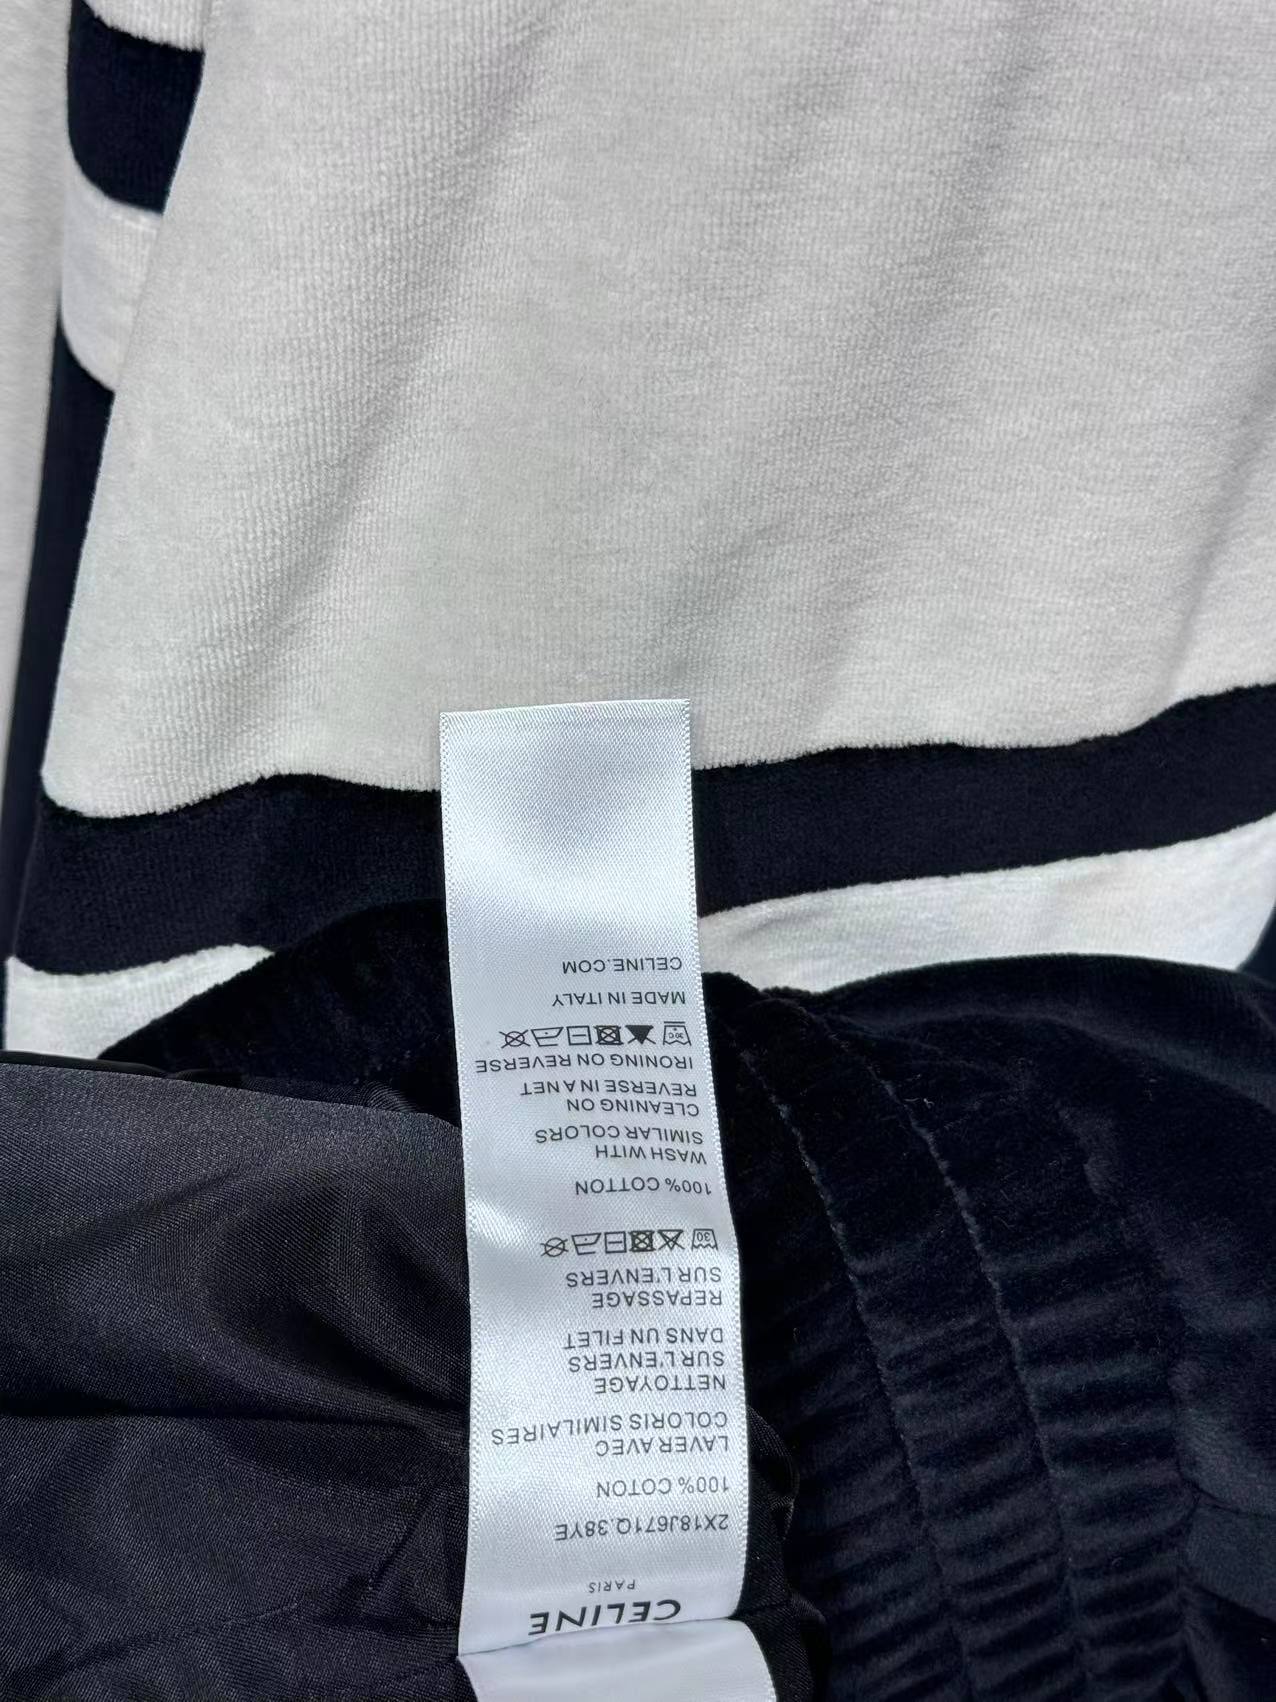 CELINE
PARIS
2X18J671Q.38YE
100% COTON
LAVER AVEC
COLORIS SIMILAIRES
NETTOYAGE
SUR L'ENVERS
DANS UN FILET
REPASSAGE
SUR L'ENVERS
30
100% COTTON
WASH WITH
SIMILAR COLORS
CLEANING ON
REVERSE IN A NET
IRONING ON REVERSE
30°C
MADE IN ITALY
CELINE.COM